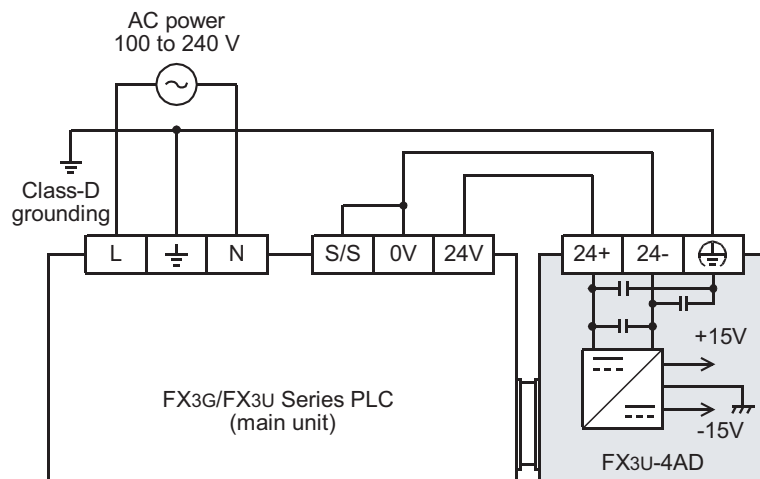 AC power
100 to 240 V
Class-D
grounding
L
N
S/S
0V
24V
24+
24-
+15V
-15V
FX3G/FX3U Series PLC
(main unit)
FX3U-4AD